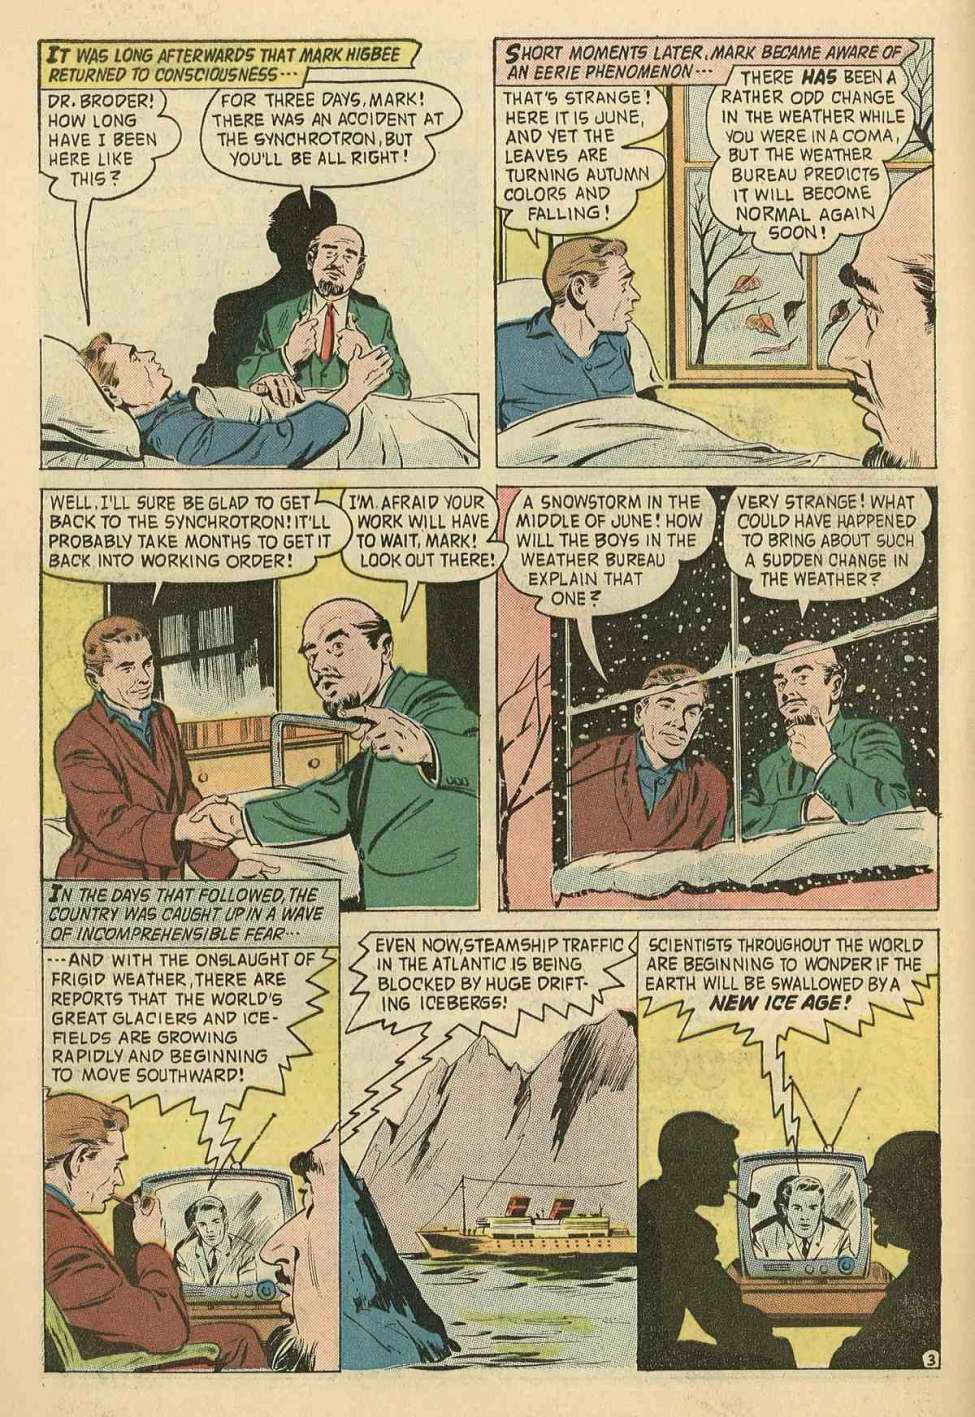 IT WAS LONG AFTERWARDS THAT MARK HIGBEE
RETURNED TO CONSCIOUSNESS---
DR. BRODER!
HOW LONG
HAVE I BEEN
HERE LIKE
THIS?
FOR THREE DAYS, MARK!
THERE WAS AN ACCIDENT AT
THE SYNCHROTRON, BUT
YOU'LL BE ALL RIGHT!
SHORT MOMENTS LATER, MARK BECAME AWARE OF
AN EERIE PHENOMENON---
THAT'S STRANGE!
HERE IT IS JUNE,
AND YET THE
LEAVES ARE
TURNING AUTUMN
COLORS AND
FALLING!
THERE HAS BEEN A
RATHER ODD CHANGE
IN THE WEATHER WHILE
YOU WERE IN A COMA,
BUT THE WEATHER
BUREAU PREDICTS
IT WILL BECOME
NORMAL AGAIN
SOON!
WELL, I'LL SURE BE GLAD TO GET
BACK TO THE SYNCHROTRON! IT'LL
PROBABLY TAKE MONTHS TO GET IT
BACK INTO WORKING ORDER!
I'M AFRAID YOUR
WORK WILL HAVE
TO WAIT, MARK!
LOOK OUT THERE!
A SNOWSTORM IN THE
MIDDLE OF JUNE! HOW
WILL THE BOYS IN THE
WEATHER BUREAU
EXPLAIN THAT
ONE?
VERY STRANGE! WHAT
COULD HAVE HAPPENED
TO BRING ABOUT SUCH
A SUDDEN CHANGE IN
THE WEATHER?
IN THE DAYS THAT FOLLOWED, THE
COUNTRY WAS CAUGHT UP IN A WAVE
OF INCOMPREHENSIBLE FEAR---
---AND WITH THE ONSLAUGHT OF
FRIGID WEATHER, THERE ARE
REPORTS THAT THE WORLD'S
GREAT GLACIERS AND ICE-
FIELDS ARE GROWING
RAPIDLY AND BEGINNING
TO MOVE SOUTHWARD!
EVEN NOW, STEAMSHIP TRAFFIC
IN THE ATLANTIC IS BEING
BLOCKED BY HUGE DRIFT-
ING ICEBERGS!
SCIENTISTS THROUGHOUT THE WORLD
ARE BEGINNING TO WONDER IF THE
EARTH WILL BE SWALLOWED BY A
NEW ICE AGE!
3